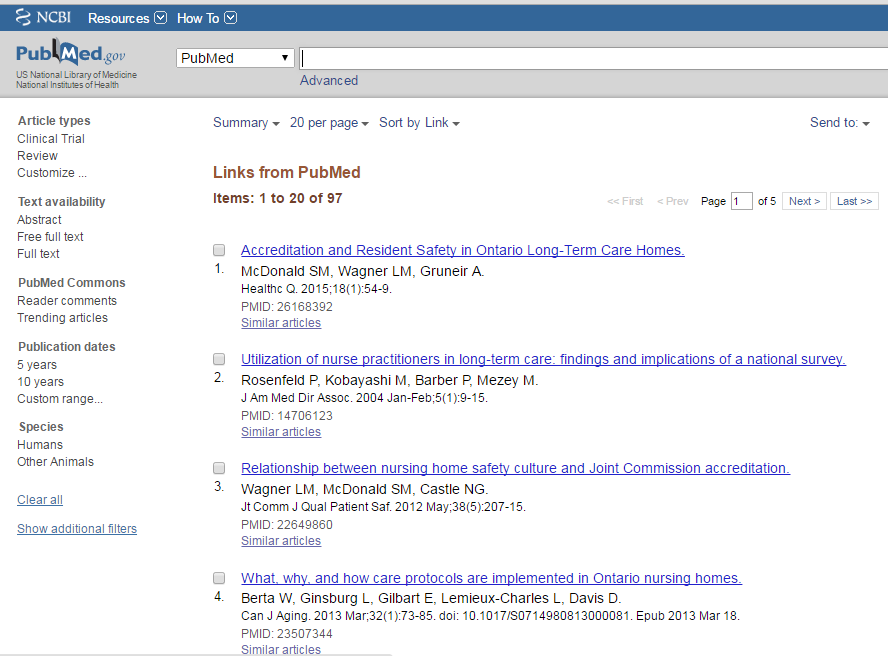 NCBI Resources How To
PubMed.gov
US National Library of Medicine
National Institutes of Health
PubMed
Advanced
Article types
Clinical Trial
Review
Customize ...
Text availability
Abstract
Free full text
Full text
PubMed Commons
Reader comments
Trending articles
Publication dates
5 years
10 years
Custom range...
Species
Humans
Other Animals
Clear all
Show additional filters
Summary 20 per page Sort by Link Send to:
Links from PubMed
Items: 1 to 20 of 97
<< First < Prev Page 1 of 5 Next > Last >>
Accreditation and Resident Safety in Ontario Long-Term Care Homes.
1. McDonald SM, Wagner LM, Gruneir A.
Healthc Q. 2015;18(1):54-9.
PMID: 26168392
Similar articles
Utilization of nurse practitioners in long-term care: findings and implications of a national survey.
2. Rosenfeld P, Kobayashi M, Barber P, Mezey M.
J Am Med Dir Assoc. 2004 Jan-Feb;5(1):9-15.
PMID: 14706123
Similar articles
Relationship between nursing home safety culture and Joint Commission accreditation.
3. Wagner LM, McDonald SM, Castle NG.
Jt Comm J Qual Patient Saf. 2012 May;38(5):207-15.
PMID: 22649860
Similar articles
What, why, and how care protocols are implemented in Ontario nursing homes.
4. Berta W, Ginsburg L, Gilbart E, Lemieux-Charles L, Davis D.
Can J Aging. 2013 Mar;32(1):73-85. doi: 10.1017/S0714980813000081. Epub 2013 Mar 18.
PMID: 23507344
Similar articles